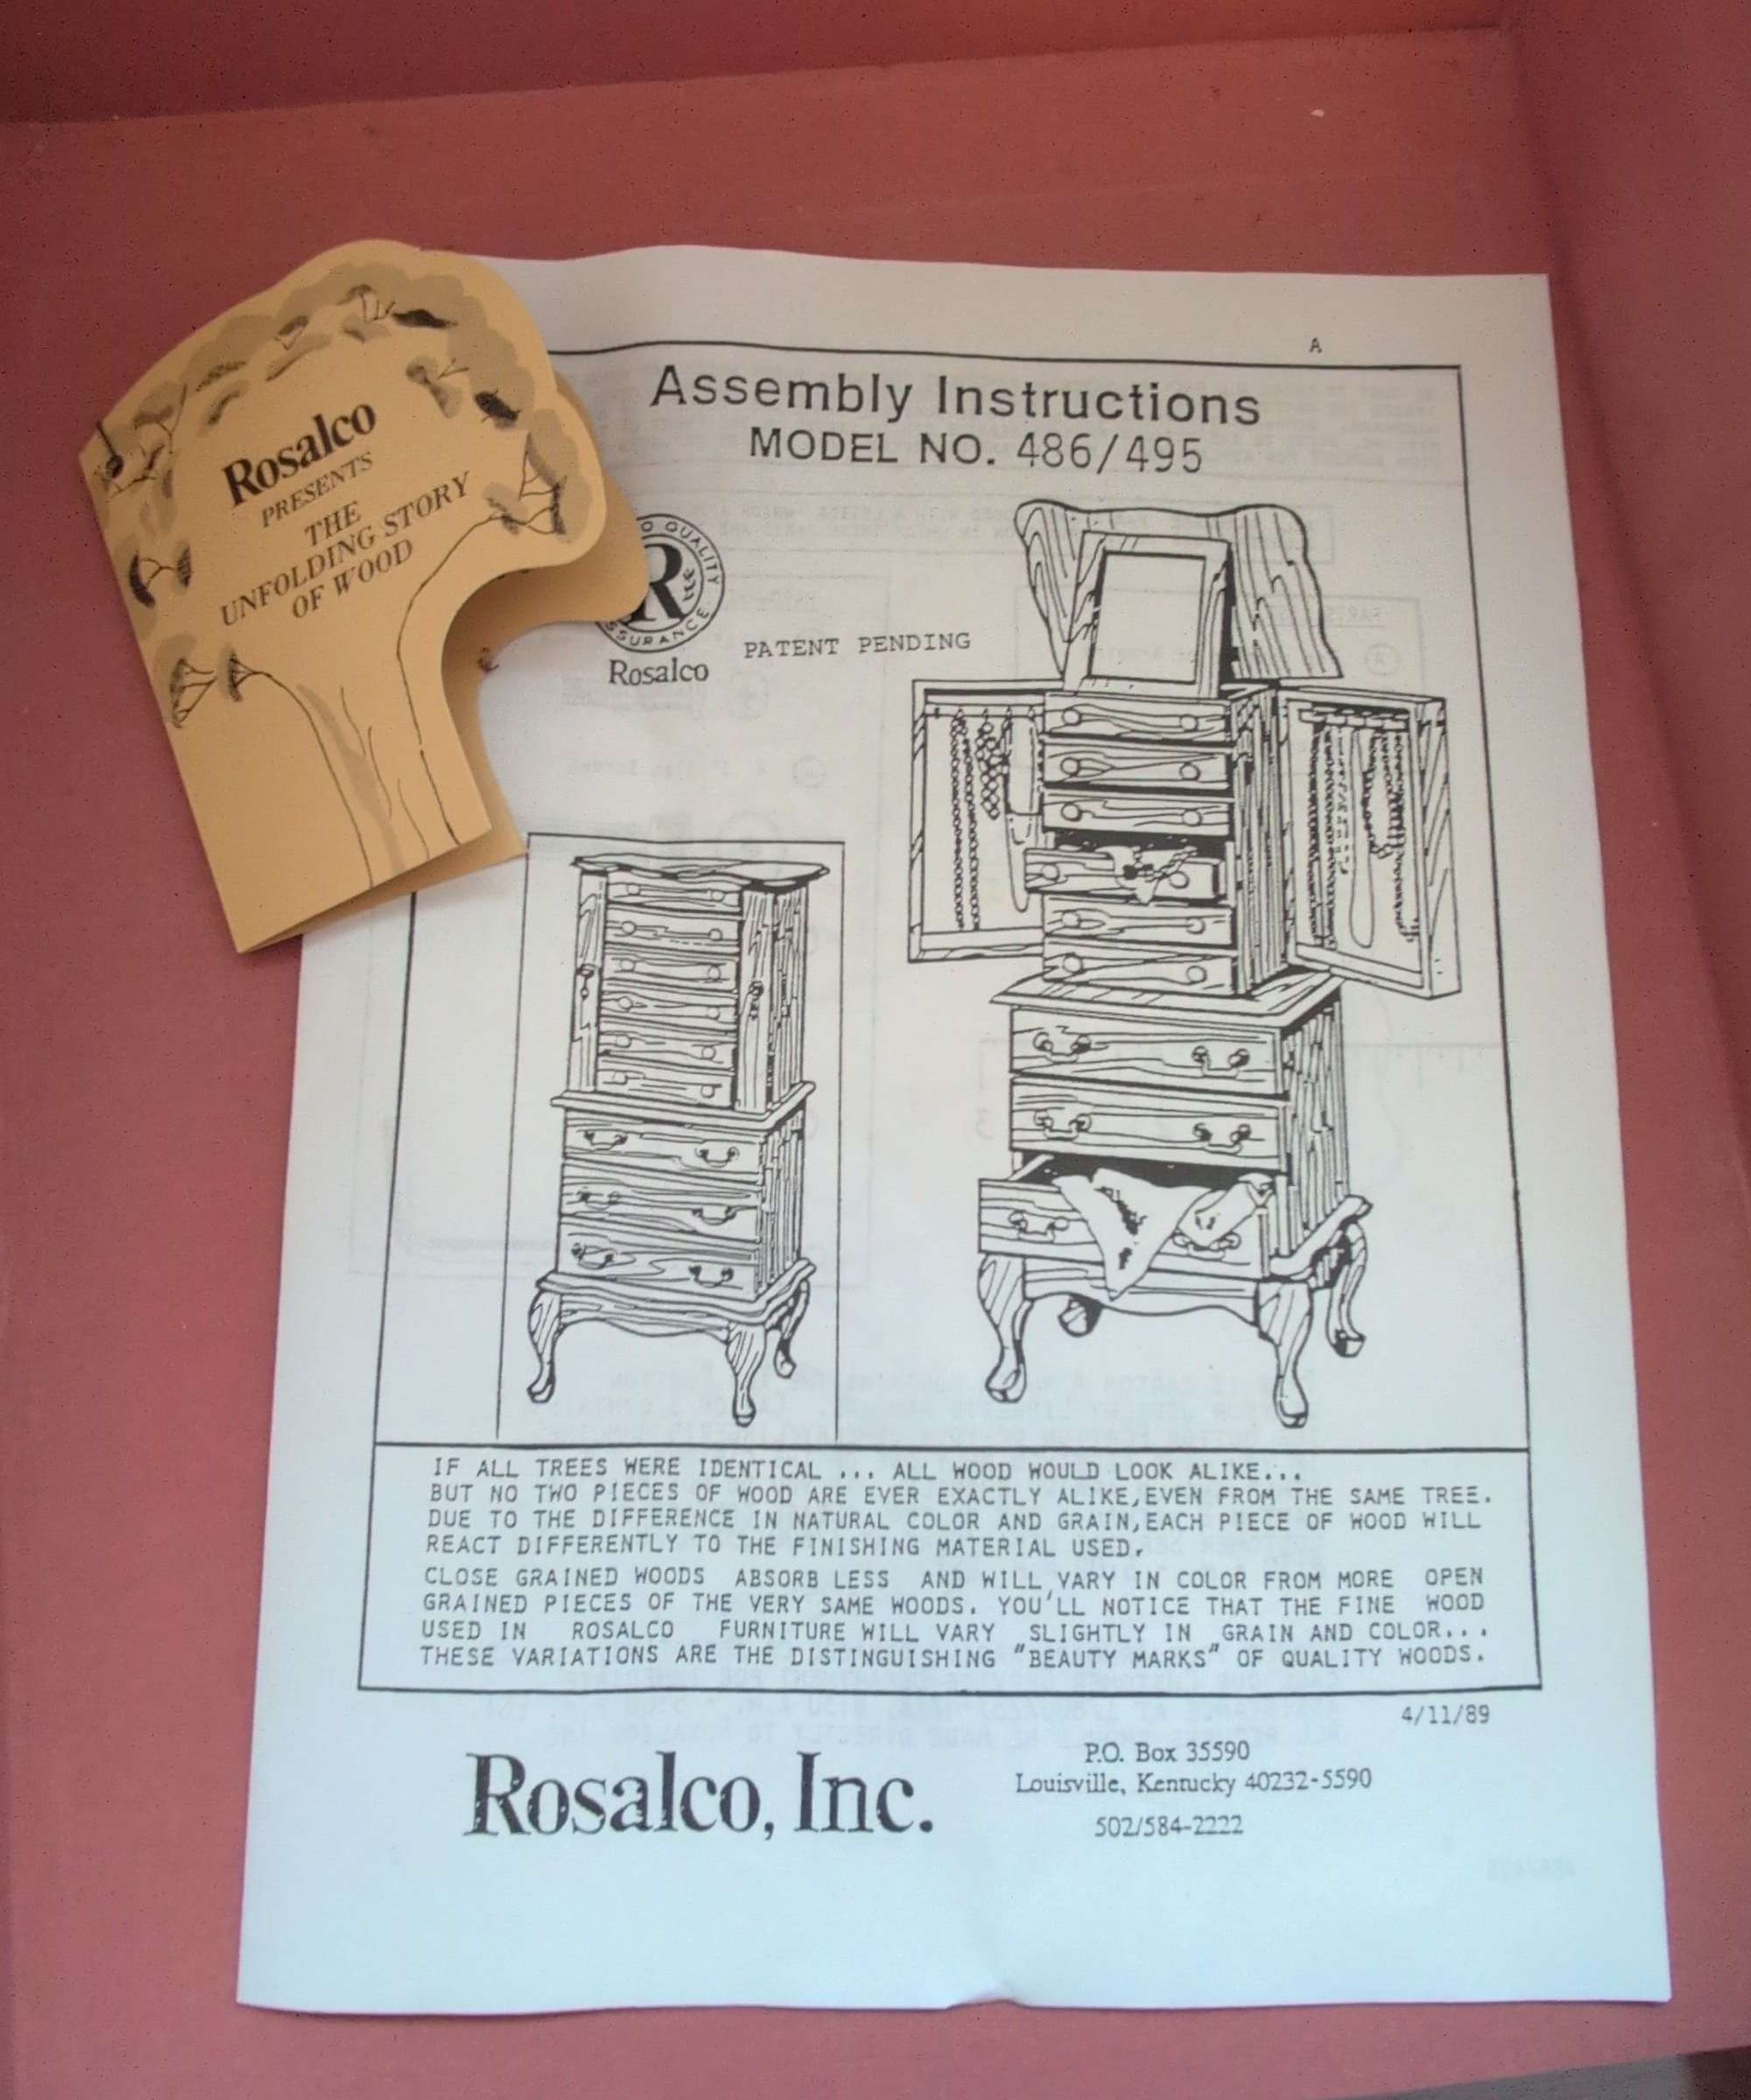 A
Assembly Instructions
MODEL NO. 486/495
Rosalco
PRESENTS
THE
UNFOLDING STORY
OF WOOD
QUALITY
R
Rosalco
PATENT PENDING
IF ALL TREES WERE IDENTICAL ... ALL WOOD WOULD LOOK ALIKE...
BUT NO TWO PIECES OF WOOD ARE EVER EXACTLY ALIKE,EVEN FROM THE SAME TREE.
DUE TO THE DIFFERENCE IN NATURAL COLOR AND GRAIN,EACH PIECE OF WOOD WILL
REACT DIFFERENTLY TO THE FINISHING MATERIAL USED.
CLOSE GRAINED WOODS ABSORB LESS AND WILL VARY IN COLOR FROM MORE OPEN
GRAINED PIECES OF THE VERY SAME WOODS. YOU'LL NOTICE THAT THE FINE WOOD
USED IN ROSALCO FURNITURE WILL VARY SLIGHTLY IN GRAIN AND COLOR...
THESE VARIATIONS ARE THE DISTINGUISHING "BEAUTY MARKS" OF QUALITY WOODS.
4/11/89
Rosalco, Inc.
P.O. Box 35590
Louisville, Kentucky 40232-5590
502/584-2222